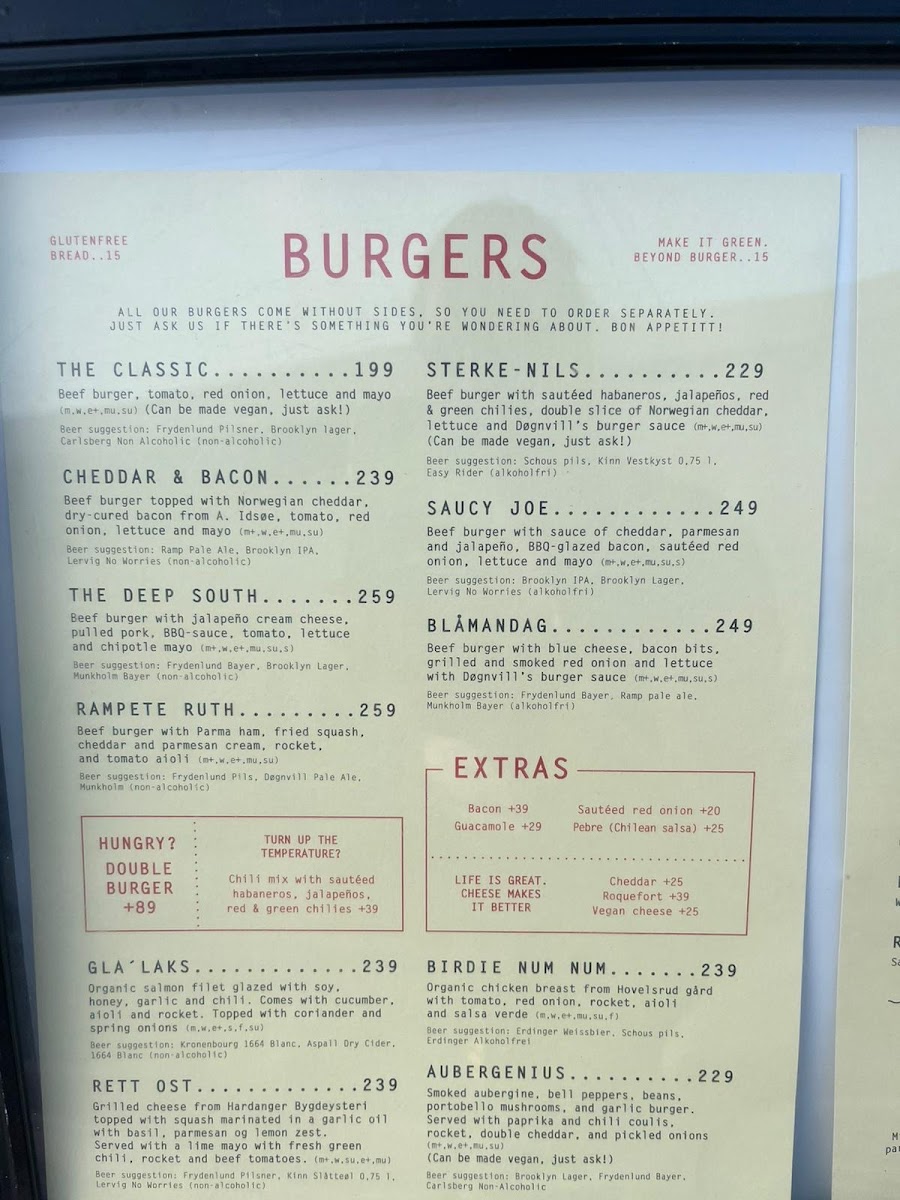 GLUTENFREE
BREAD..15
BURGERS
MAKE IT GREEN.
BEYOND BURGER..15
ALL OUR BURGERS COME WITHOUT SIDES, SO YOU NEED TO ORDER SEPARATELY.
JUST ASK US IF THERE'S SOMETHING YOU'RE WONDERING ABOUT. BON APPETITT!
THE CLASSIC..........199
Beef burger, tomato, red onion, lettuce and mayo
(m,w,e+,mu,su) (Can be made vegan, just ask!)
Beer suggestion: Frydenlund Pilsner, Brooklyn lager,
Carlsberg Non Alcoholic (non-alcoholic)
CHEDDAR & BACON......239
Beef burger topped with Norwegian cheddar,
dry-cured bacon from A. Idsøe, tomato, red
onion, lettuce and mayo (m+,w,e+,mu,su)
Beer suggestion: Ramp Pale Ale, Brooklyn IPA,
Lervig No Worries (non-alcoholic)
THE DEEP SOUTH.......259
Beef burger with jalapeño cream cheese,
pulled pork, BBQ-sauce, tomato, lettuce
and chipotle mayo (m+,w,e+,mu,su,s)
Beer suggestion: Frydenlund Bayer, Brooklyn Lager,
Munkholm Bayer (non-alcoholic)
RAMPETE RUTH.........259
Beef burger with Parma ham, fried squash,
cheddar and parmesan cream, rocket,
and tomato aioli (m+,w,e+,mu,su)
Beer suggestion: Frydenlund Pils, Døgnvill Pale Ale,
Munkholm (non-alcoholic)
STERKE-NILS..........229
Beef burger with sautéed habaneros, jalapeños, red
& green chilies, double slice of Norwegian cheddar,
lettuce and Døgnvill's burger sauce (m+,w,e+,mu,su)
(Can be made vegan, just ask!)
Beer suggestion: Schous pils, Kinn Vestkyst 0,75 l,
Easy Rider (alkoholfri)
SAUCY JOE............249
Beef burger with sauce of cheddar, parmesan
and jalapeño, BBQ-glazed bacon, sautéed red
onion, lettuce and mayo (m+,w,e+,mu,su,s)
Beer suggestion: Brooklyn IPA, Brooklyn Lager,
Lervig No Worries (alkoholfri)
BLÅMANDAG............249
Beef burger with blue cheese, bacon bits,
grilled and smoked red onion and lettuce
with Døgnvill's burger sauce (m+,w,e+,mu,su,s)
Beer suggestion: Frydenlund Bayer, Ramp pale ale,
Munkholm Bayer (alkoholfri)
HUNGRY?
DOUBLE
BURGER
+89
TURN UP THE
TEMPERATURE?
Chili mix with sautéed
habaneros, jalapeños,
red & green chilies +39
EXTRAS
Bacon +39
Guacamole +29
Sautéed red onion +20
Pebre (Chilean salsa) +25
LIFE IS GREAT.
CHEESE MAKES
IT BETTER
Cheddar +25
Roquefort +39
Vegan cheese +25
GLA´LAKS.............239
Organic salmon filet glazed with soy,
honey, garlic and chili. Comes with cucumber,
aioli and rocket. Topped with coriander and
spring onions (m,w,e+,s,f,su)
Beer suggestion: Kronenbourg 1664 Blanc, Aspall Dry Cider,
1664 Blanc (non-alcoholic)
RETT OST.............239
Grilled cheese from Hardanger Bygdeysteri
topped with squash marinated in a garlic oil
with basil, parmesan og lemon zest.
Served with a lime mayo with fresh green
chili, rocket and beef tomatoes. (m+,w,su,e+,mu)
Beer suggestion: Frydenlund Pilsner, Kinn Slåtteøl 0,75 l,
Lervig No Worries (non-alcoholic)
BIRDIE NUM NUM.......239
Organic chicken breast from Hovelsrud gård
with tomato, red onion, rocket, aioli
and salsa verde (m,w,e+,mu,su,f)
Beer suggestion: Erdinger Weissbier, Schous pils,
Erdinger Alkoholfrei
AUBERGENIUS..........229
Smoked aubergine, bell peppers, beans,
portobello mushrooms, and garlic burger.
Served with paprika and chili coulis,
rocket, double cheddar, and pickled onions
(m+,w,e+,mu,su)
(Can be made vegan, just ask!)
Beer suggestion: Brooklyn Lager, Frydenlund Bayer,
Carlsberg Non-Alcoholic